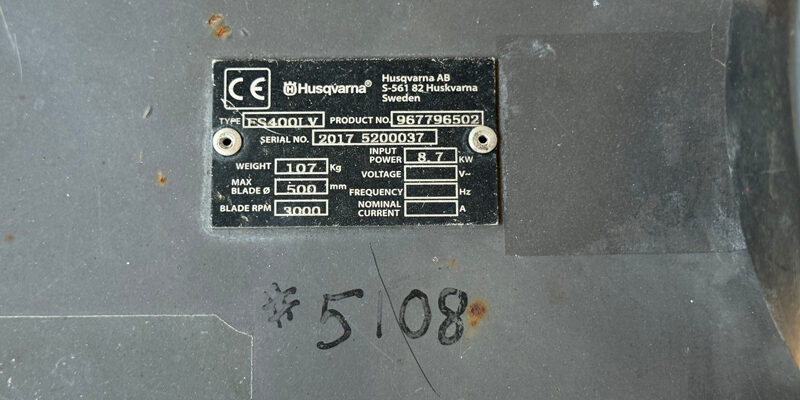 CE Husqvarna®
Husqvarna AB
S-561 82 Huskvarna
Sweden
TYPE FS400LV PRODUCT NO. 967796502
SERIAL NO. 2017 5200037
WEIGHT 107 Kg
MAX BLADE Ø 500 mm
BLADE RPM 3000
INPUT POWER 8.7 KW
VOLTAGE V~
FREQUENCY Hz
NOMINAL CURRENT A
#5108